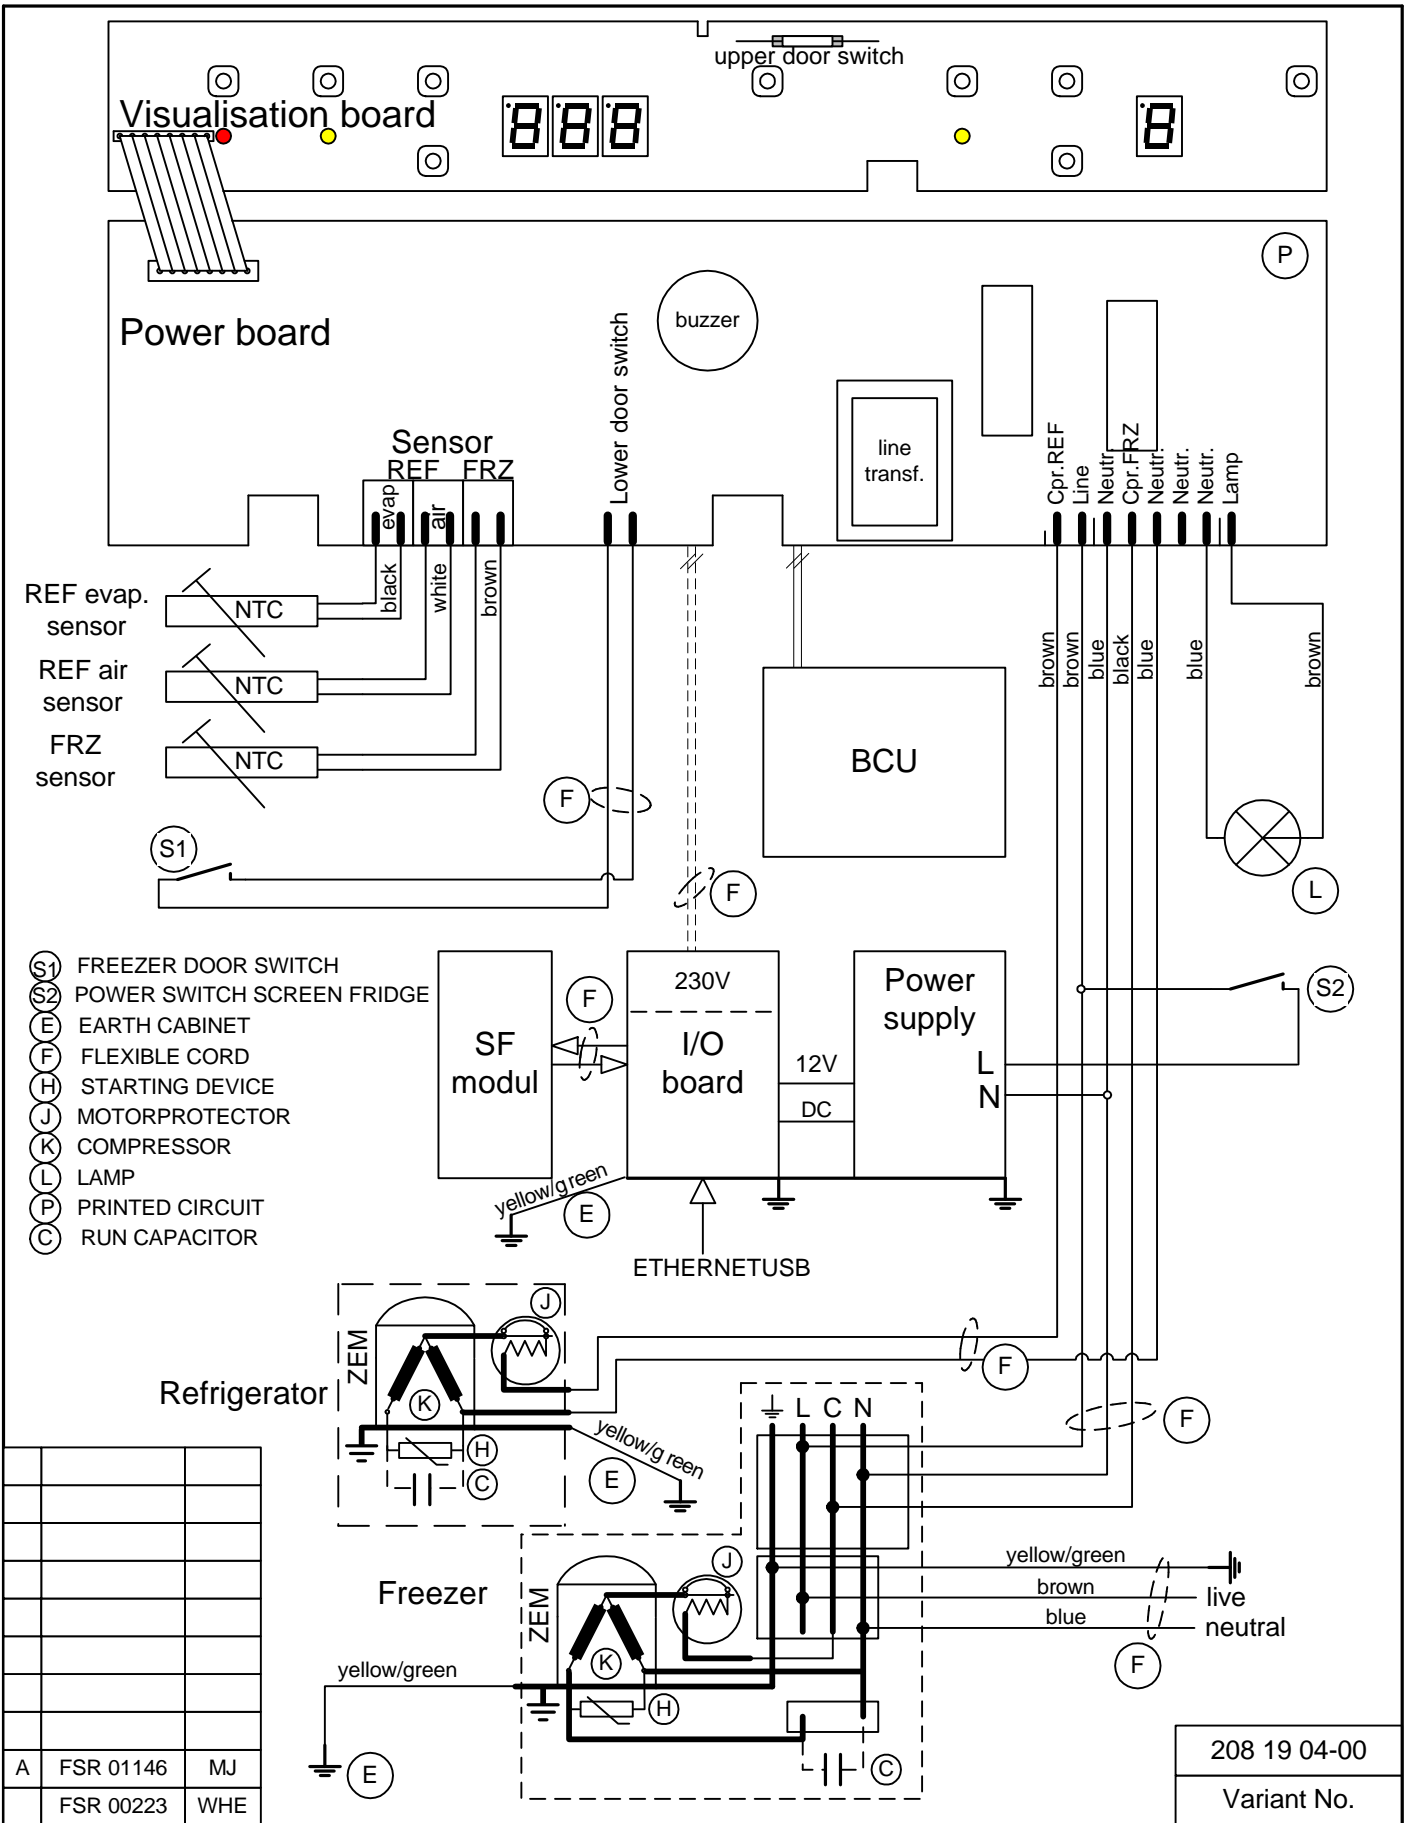 upper door switch
Visualisation board
8 8 8
8
P
Power board
buzzer
Lower door switch
line
transf.
Sensor
REF FRZ
evap
air
Cpr.REF
Line
Neutr.
Cpr.FRZ
Neutr.
Neutr.
Neutr.
Lamp
REF evap.
sensor
NTC
black
white
brown
REF air
sensor
NTC
FRZ
sensor
NTC
brown
brown
blue
black
blue
blue
brown
BCU
F
S1
F
L
S1 FREEZER DOOR SWITCH
S2 POWER SWITCH SCREEN FRIDGE
E EARTH CABINET
F FLEXIBLE CORD
H STARTING DEVICE
J MOTORPROTECTOR
K COMPRESSOR
L LAMP
P PRINTED CIRCUIT
C RUN CAPACITOR
SF
modul
F
230V
I/O
board
12V
DC
Power
supply
L
N
S2
yellow/green
E
ETHERNETUSB
ZEM
J
K
H
C
Refrigerator
F
yellow/green
E
L C N
F
Freezer
ZEM
J
K
H
C
yellow/green
brown
blue
live
neutral
F
yellow/green
E
A FSR 01146 MJ
FSR 00223 WHE
208 19 04-00
Variant No.